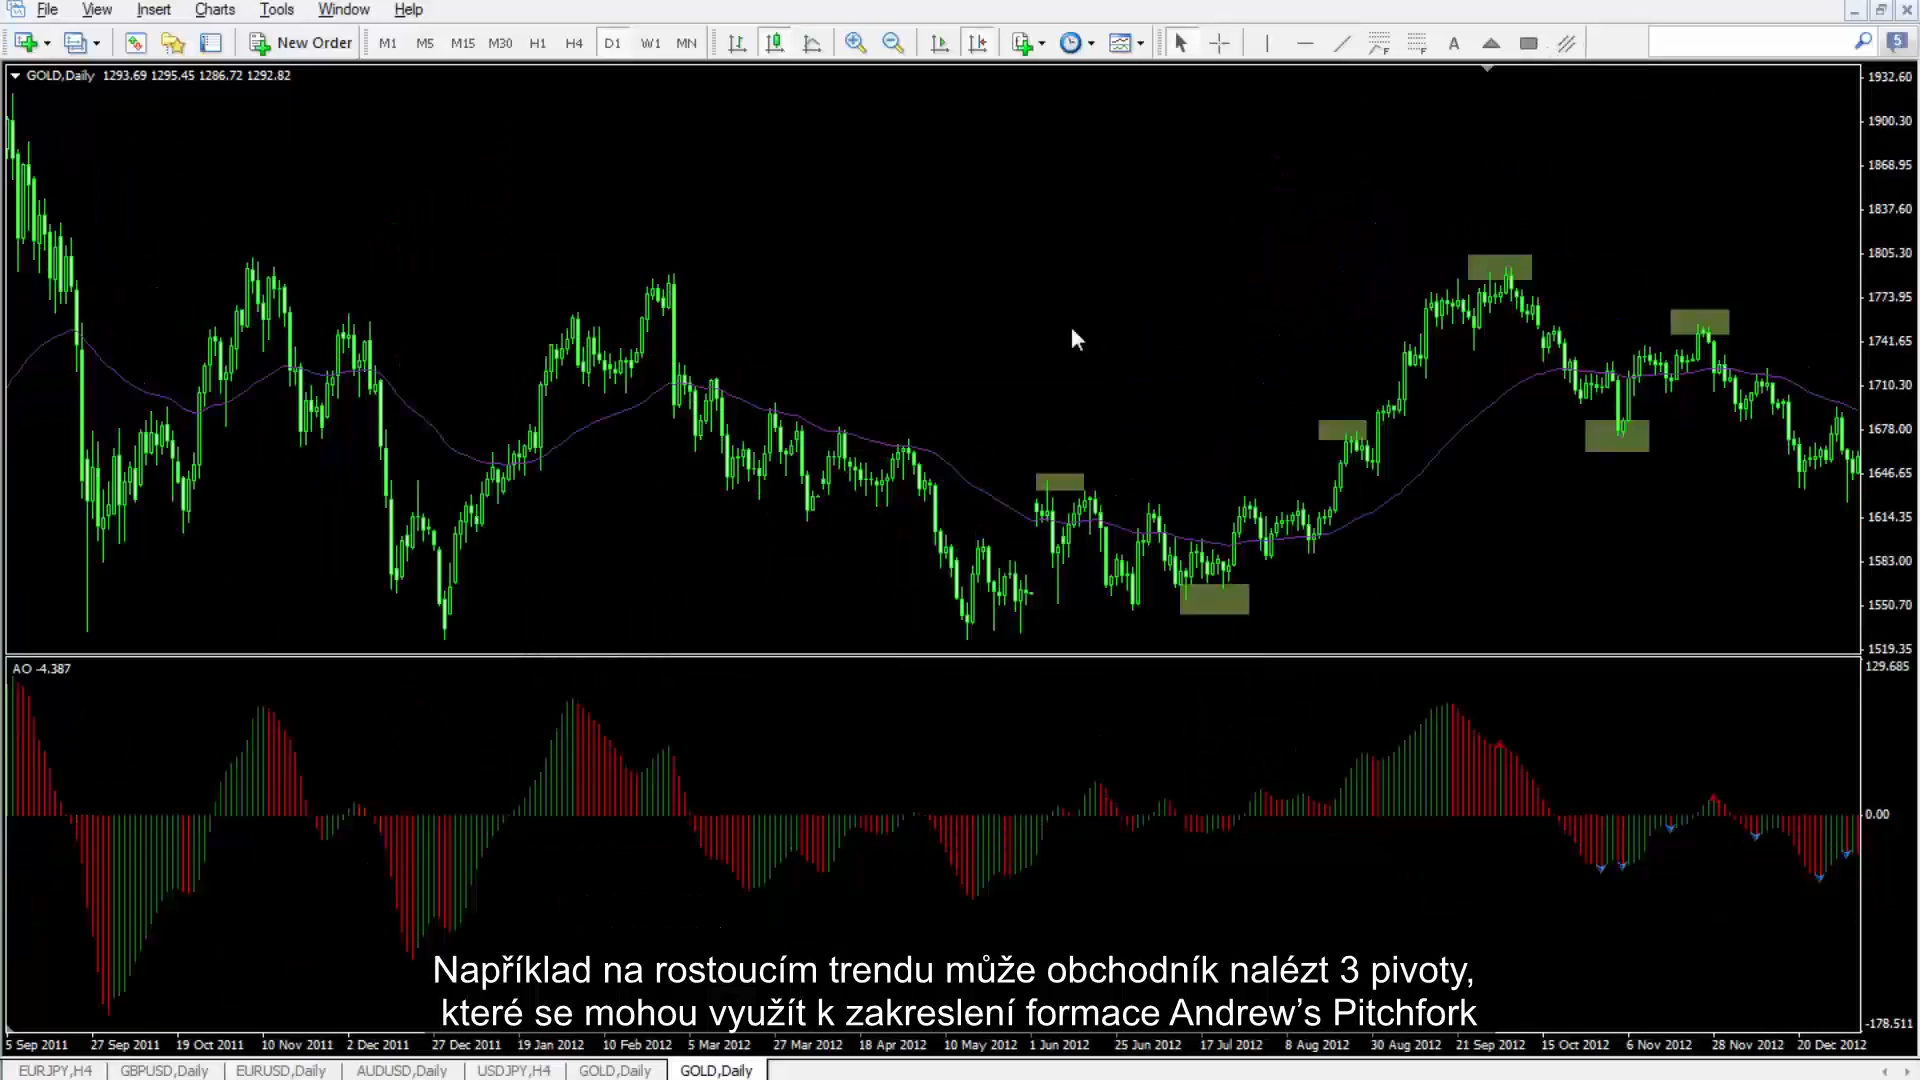 File View Insert Charts Tools Window Help
New Order M1 M5 M15 M30 H1 H4 D1 W1 MN A 5
GOLD,Daily 1293.69 1295.45 1286.72 1292.82
1932.60
1900.30
1868.95
1837.60
1805.30
1773.95
1741.65
1710.30
1678.00
1646.65
1614.35
1583.00
1550.70
1519.35
AO -4.387
129.685
0.00
-178.511
Například na rostoucím trendu může obchodník nalézt 3 pivoty,
které se mohou využít k zakreslení formace Andrew’s Pitchfork
5 Sep 2011 27 Sep 2011 19 Oct 2011 10 Nov 2011 2 Dec 2011 27 Dec 2011 19 Jan 2012 10 Feb 2012 5 Mar 2012 27 Mar 2012 18 Apr 2012 10 May 2012 1 Jun 2012 25 Jun 2012 17 Jul 2012 8 Aug 2012 30 Aug 2012 21 Sep 2012 15 Oct 2012 6 Nov 2012 28 Nov 2012 20 Dec 2012
EURJPY,H4 GBPUSD,Daily EURUSD,Daily AUDUSD,Daily USDJPY,H4 GOLD,Daily GOLD,Daily